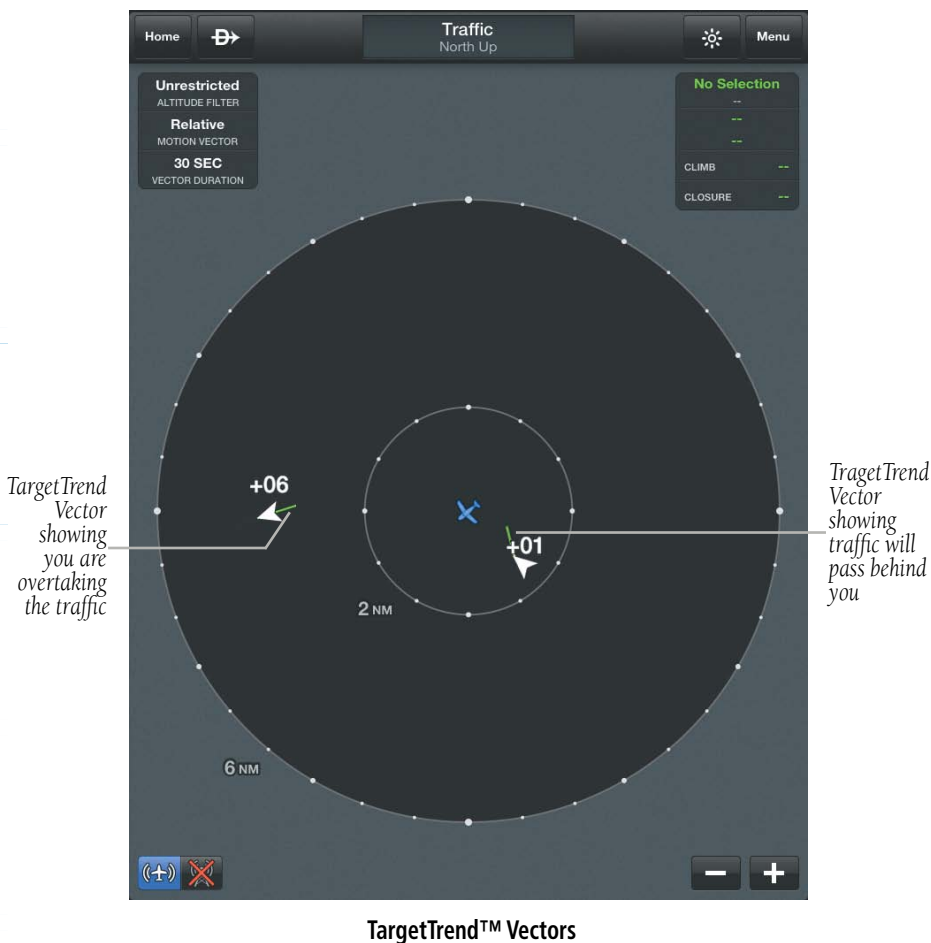 Home
Traffic
North Up
Menu
Unrestricted
ALTITUDE FILTER
Relative
MOTION VECTOR
30 SEC
VECTOR DURATION
No Selection
--
--
--
CLIMB --
CLOSURE --
+06
+01
2 NM
6 NM
TargetTrend
Vector
showing
you are
overtaking
the traffic
TragetTrend
Vector
showing
traffic will
pass behind
you
TargetTrend™ Vectors